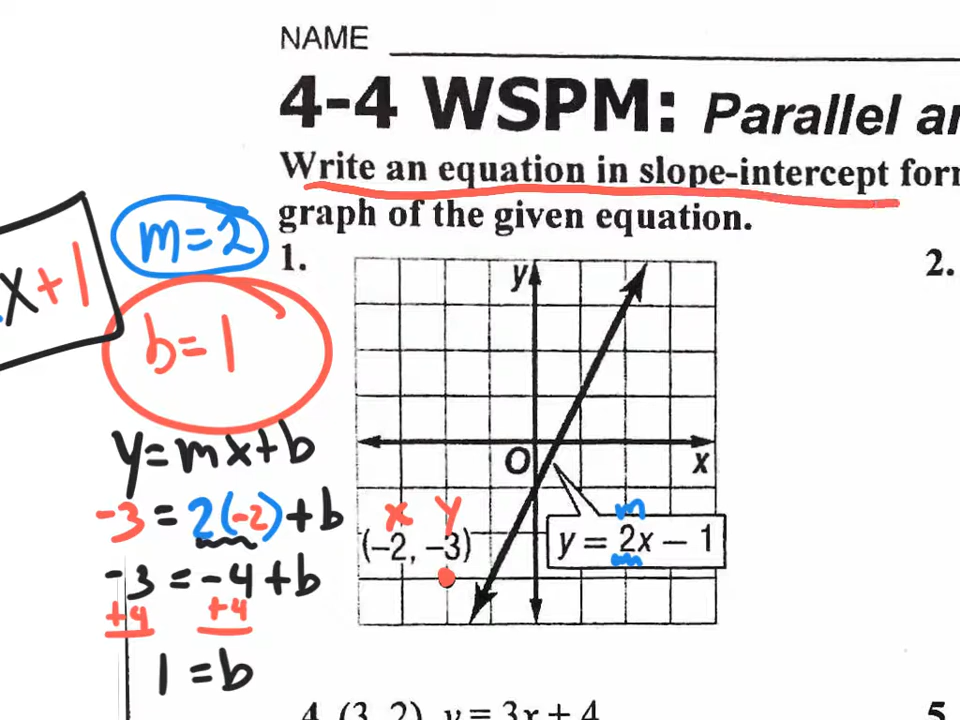 NAME
4-4 WSPM: Parallel
Write an equation in slope-intercept
graph of the given equation.
x+1
m=2
b=1
1.
2.
y
O
x
x y
(−2, −3)
m
y = 2x − 1
y=mx+b
-3 = 2(-2)+b
-3 = -4+b
+4 +4
1 = b
4. (3, 2), y = 3x + 4
5.